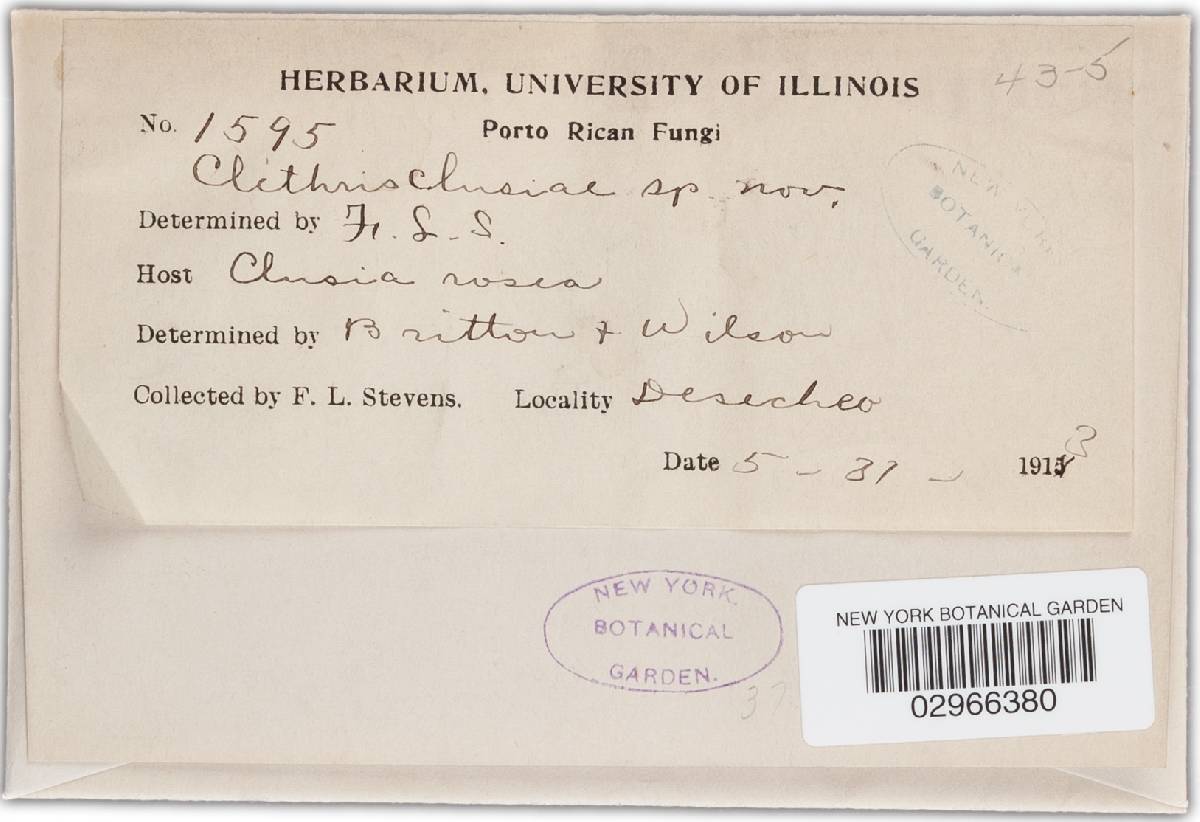 43-5
HERBARIUM, UNIVERSITY OF ILLINOIS
No. 1595 Porto Rican Fungi
Clithris Clusiae sp. nov.
Determined by F. L. S.
Host Clusia rosea
Determined by Britton & Wilson
Collected by F. L. Stevens. Locality Desecheo
Date 5 - 31 - 1913
NEW YORK
BOTANICAL
GARDEN.
NEW YORK
BOTANICAL
GARDEN.
NEW YORK BOTANICAL GARDEN
02966380